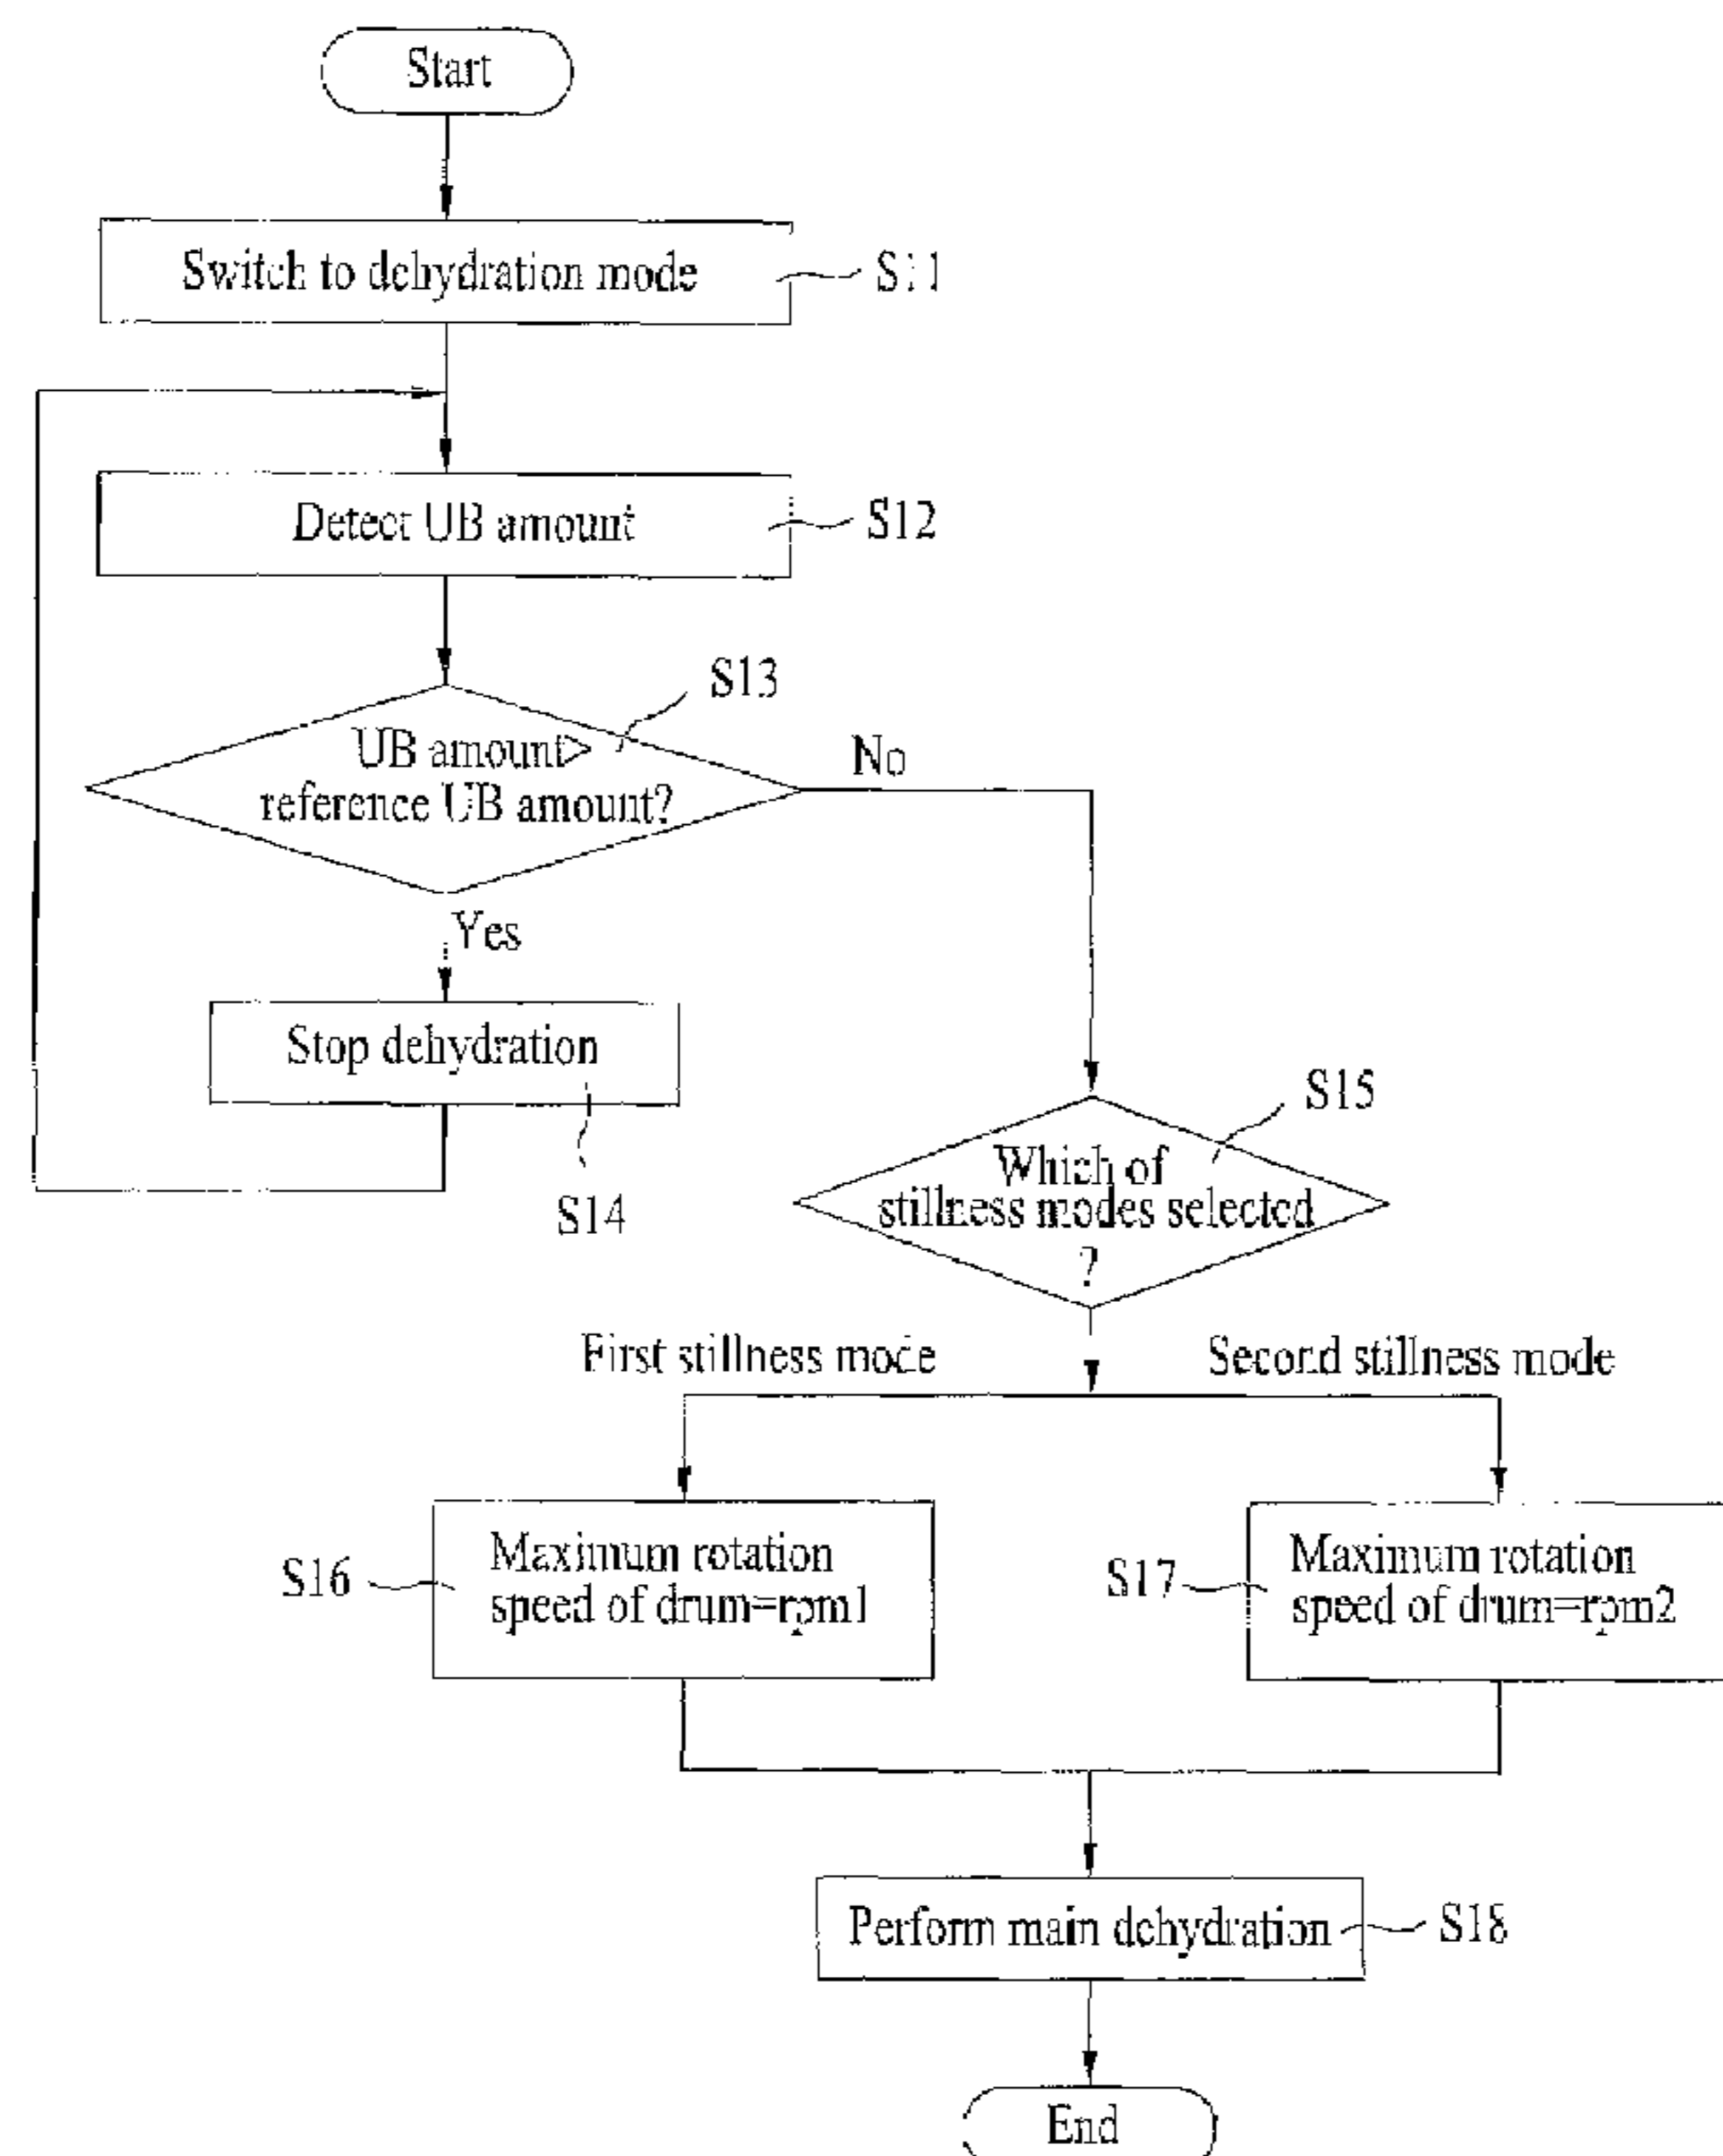 Start
Switch to dehydration mode
S11
Detect UB amount
S12
S13
UB amount>
reference UB amount?
No
Yes
Stop dehydration
S14
S15
Which of
stillness modes selected
?
First stillness mode
Second stillness mode
S16
Maximum rotation
speed of drum=rpm1
S17
Maximum rotation
speed of drum=rpm2
Perform main dehydration
S18
End